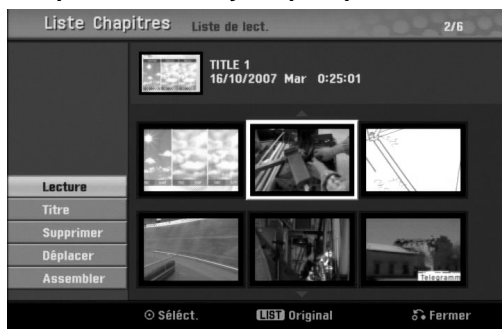 Liste Chapitres Liste de lect. 2/6
TITLE 1
16/10/2007 Mar 0:25:01
Lecture
Titre
Supprimer
Déplacer
Assembler
Telegramm
Séléct. LIST Original Fermer